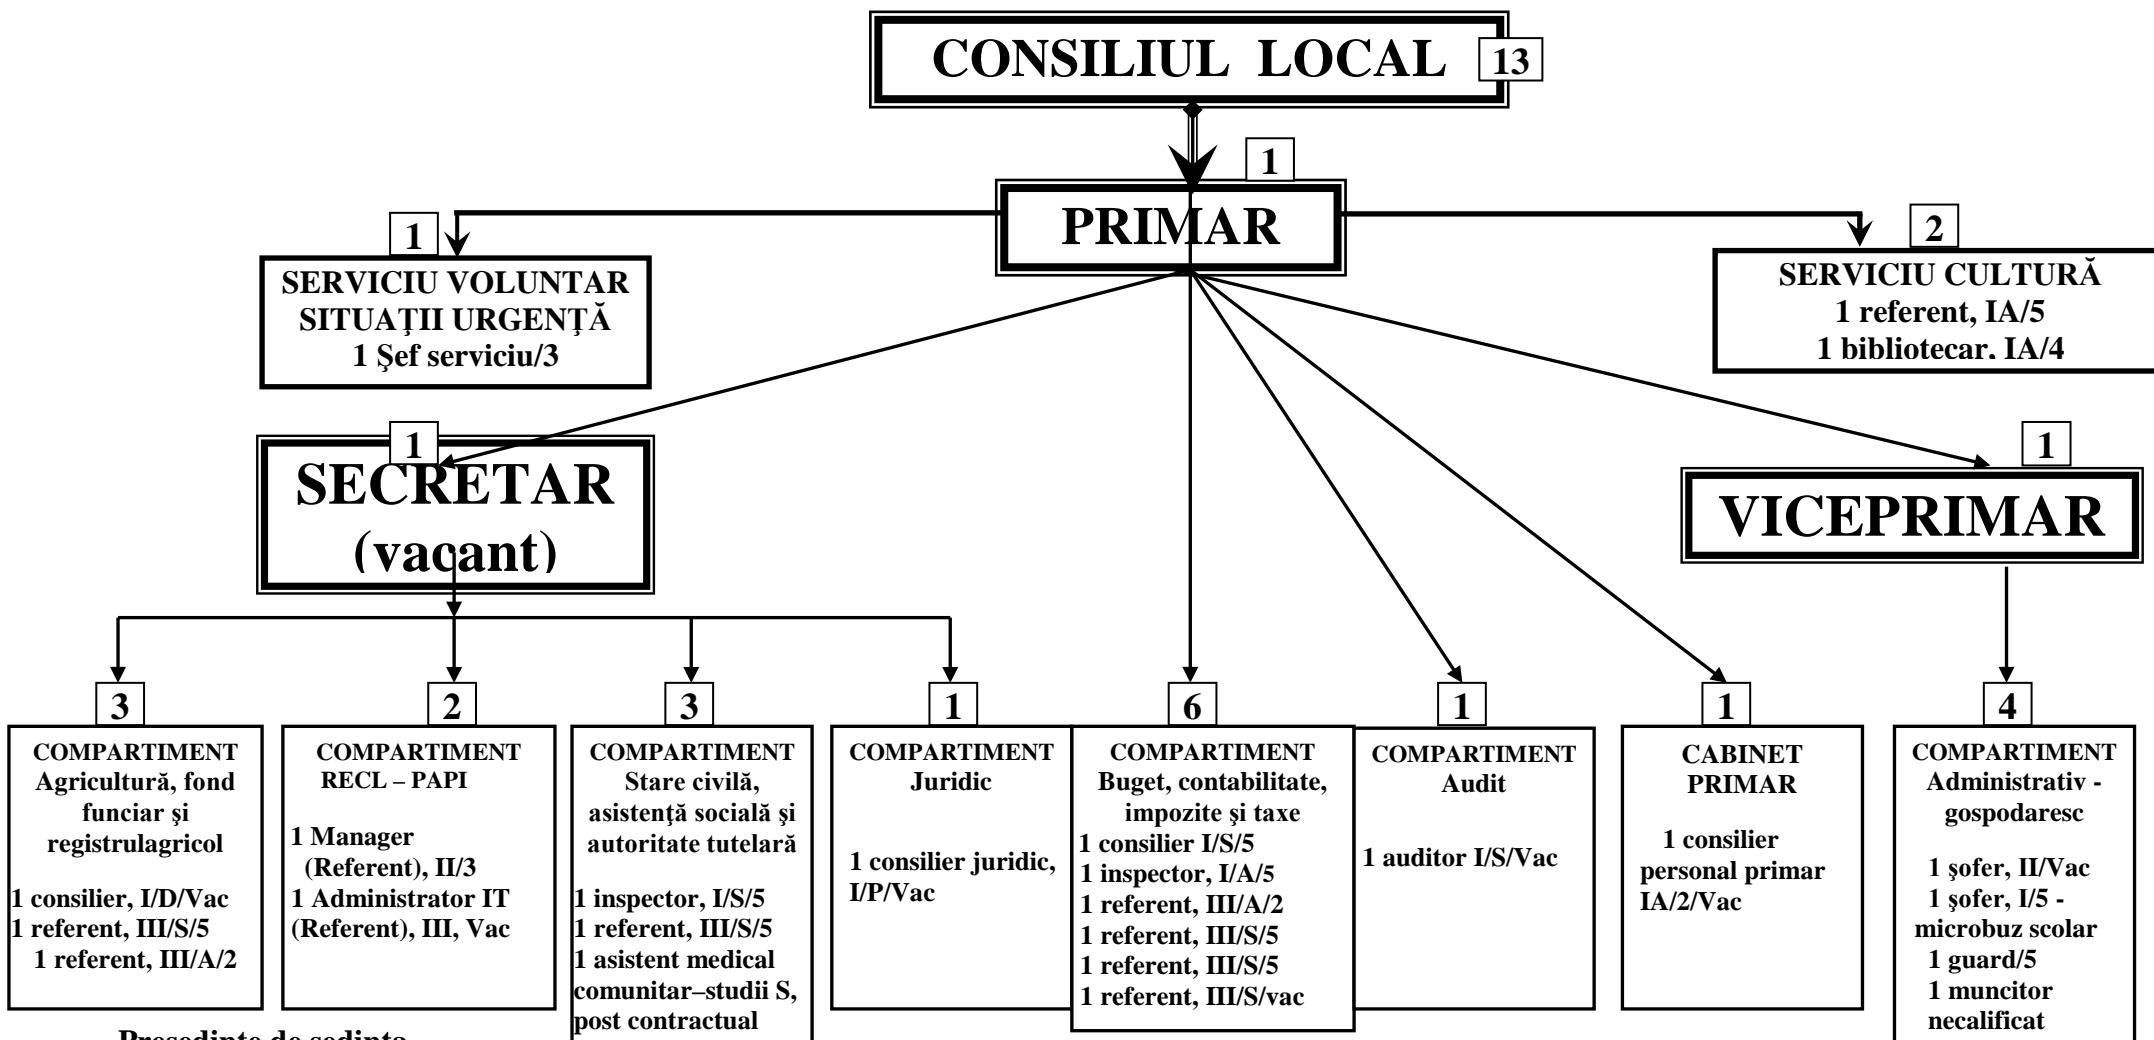 CONSILIUL LOCAL
13
1
PRIMAR
1
SERVICIU VOLUNTAR
SITUAŢII URGENŢĂ
1 Şef serviciu/3
2
SERVICIU CULTURĂ
1 referent, IA/5
1 bibliotecar, IA/4
1
SECRETAR
(vacant)
1
VICEPRIMAR
3
COMPARTIMENT
Agricultură, fond
funciar şi
registrulagricol
1 consilier, I/D/Vac
1 referent, III/S/5
1 referent, III/A/2
2
COMPARTIMENT
RECL – PAPI
1 Manager
(Referent), II/3
1 Administrator IT
(Referent), III, Vac
3
COMPARTIMENT
Stare civilă,
asistenţă socială şi
autoritate tutelară
1 inspector, I/S/5
1 referent, III/S/5
1 asistent medical
comunitar–studii S,
post contractual
1
COMPARTIMENT
Juridic
1 consilier juridic,
I/P/Vac
6
COMPARTIMENT
Buget, contabilitate,
impozite şi taxe
1 consilier I/S/5
1 inspector, I/A/5
1 referent, III/A/2
1 referent, III/S/5
1 referent, III/S/5
1 referent, III/S/vac
1
COMPARTIMENT
Audit
1 auditor I/S/Vac
1
CABINET
PRIMAR
1 consilier
personal primar
IA/2/Vac
4
COMPARTIMENT
Administrativ -
gospodaresc
1 şofer, II/Vac
1 şofer, I/5 -
microbuz scolar
1 guard/5
1 muncitor
necalificat
Presedinte de sedinta